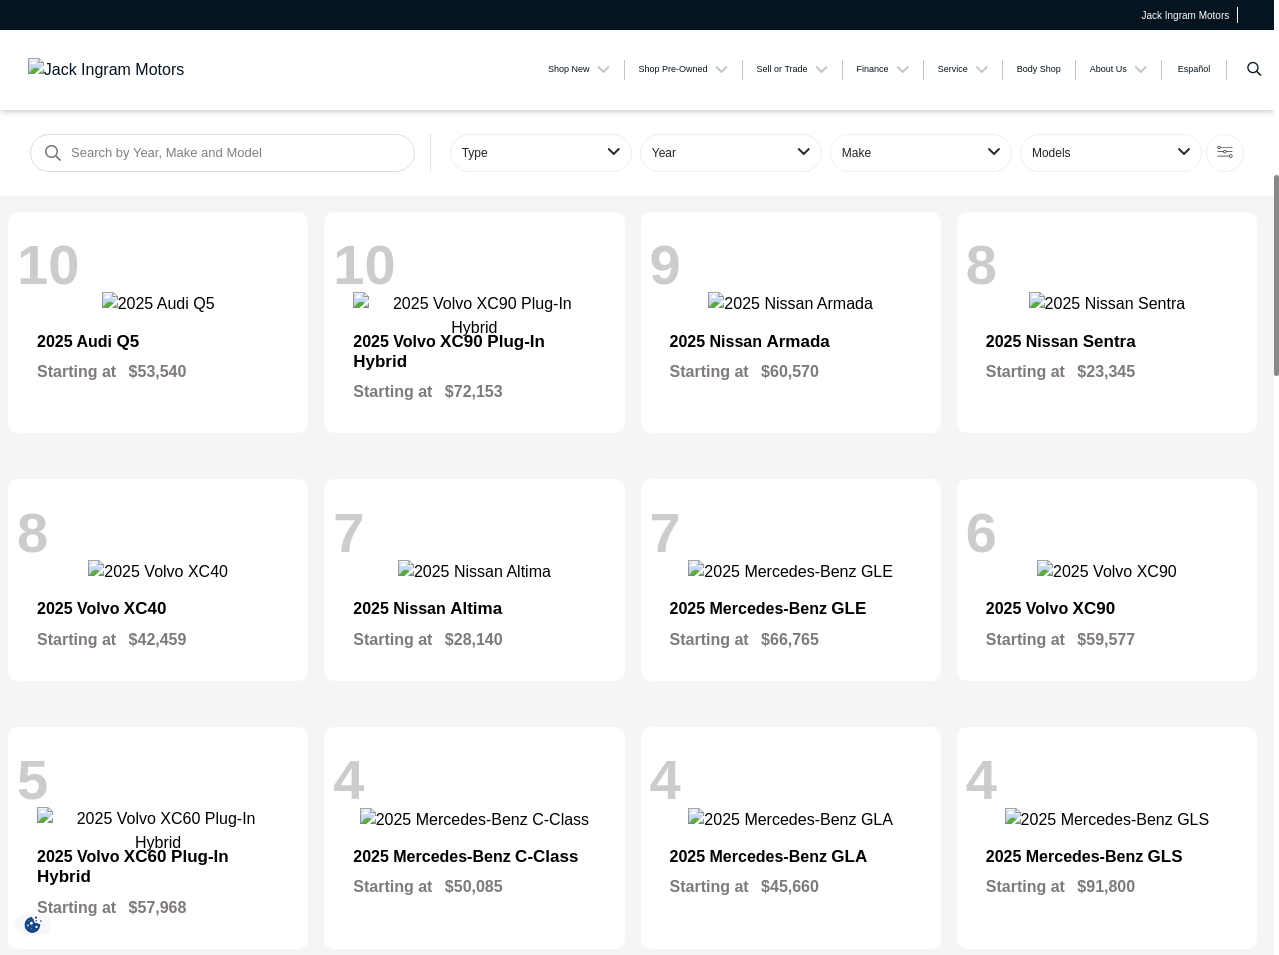 Jack Ingram Motors
Jack Ingram Motors
Shop New
Shop Pre-Owned
Sell or Trade
Finance
Service
Body Shop
About Us
Español
Search by Year, Make and Model
Type
Year
Make
Models
10
2025 Audi Q5
2025 Audi Q5
Starting at $53,540
10
2025 Volvo XC90 Plug-In
Hybrid
2025 Volvo XC90 Plug-In
Hybrid
Starting at $72,153
9
2025 Nissan Armada
2025 Nissan Armada
Starting at $60,570
8
2025 Nissan Sentra
2025 Nissan Sentra
Starting at $23,345
8
2025 Volvo XC40
2025 Volvo XC40
Starting at $42,459
7
2025 Nissan Altima
2025 Nissan Altima
Starting at $28,140
7
2025 Mercedes-Benz GLE
2025 Mercedes-Benz GLE
Starting at $66,765
6
2025 Volvo XC90
2025 Volvo XC90
Starting at $59,577
5
2025 Volvo XC60 Plug-In
Hybrid
2025 Volvo XC60 Plug-In
Hybrid
Starting at $57,968
4
2025 Mercedes-Benz C-Class
2025 Mercedes-Benz C-Class
Starting at $50,085
4
2025 Mercedes-Benz GLA
2025 Mercedes-Benz GLA
Starting at $45,660
4
2025 Mercedes-Benz GLS
2025 Mercedes-Benz GLS
Starting at $91,800